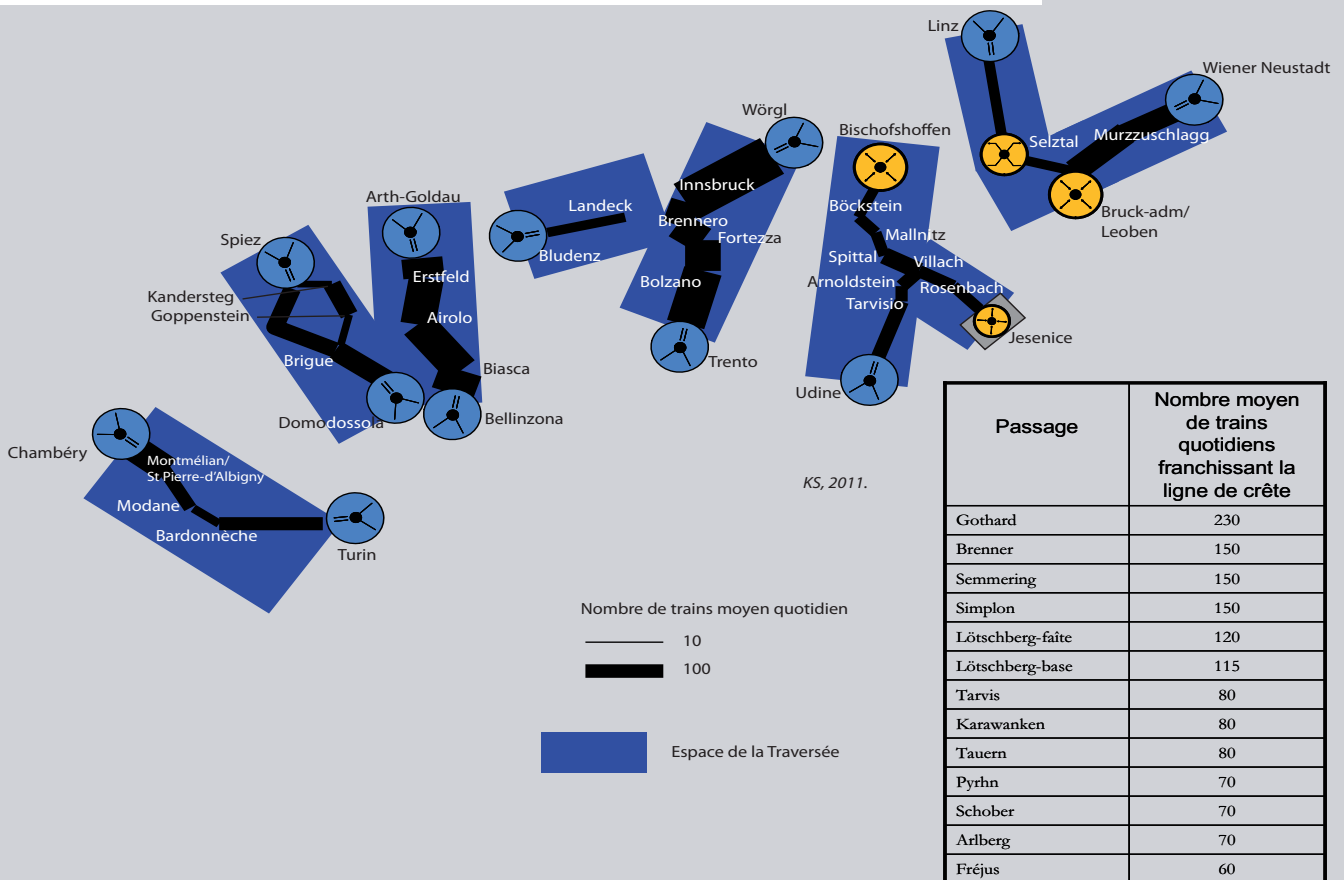 Linz
Wiener Neustadt
Wörgl
Bischofshoffen
Selztal
Murzzuschlagg
Innsbruck
Arth-Goldau
Landeck
Böckstein
Bruck-adm/
Leoben
Brennero
Spiez
Fortezza
Mallnitz
Bludenz
Spittal
Villach
Erstfeld
Bolzano
Arnoldstein
Rosenbach
Kandersteg
Tarvisio
Goppenstein
Airolo
Jesenice
Brigue
Biasca
Trento
Udine
Domodossola
Bellinzona
Chambéry
Montmélian/
St Pierre-d'Albigny
KS, 2011.
Modane
Bardonnèche
Turin
Nombre de trains moyen quotidien
10
100
Espace de la Traversée
Passage
Nombre moyen
de trains
quotidiens
franchissant la
ligne de crête
Gothard 230
Brenner 150
Semmering 150
Simplon 150
Lötschberg-faîte 120
Lötschberg-base 115
Tarvis 80
Karawanken 80
Tauern 80
Pyrhn 70
Schober 70
Arlberg 70
Fréjus 60